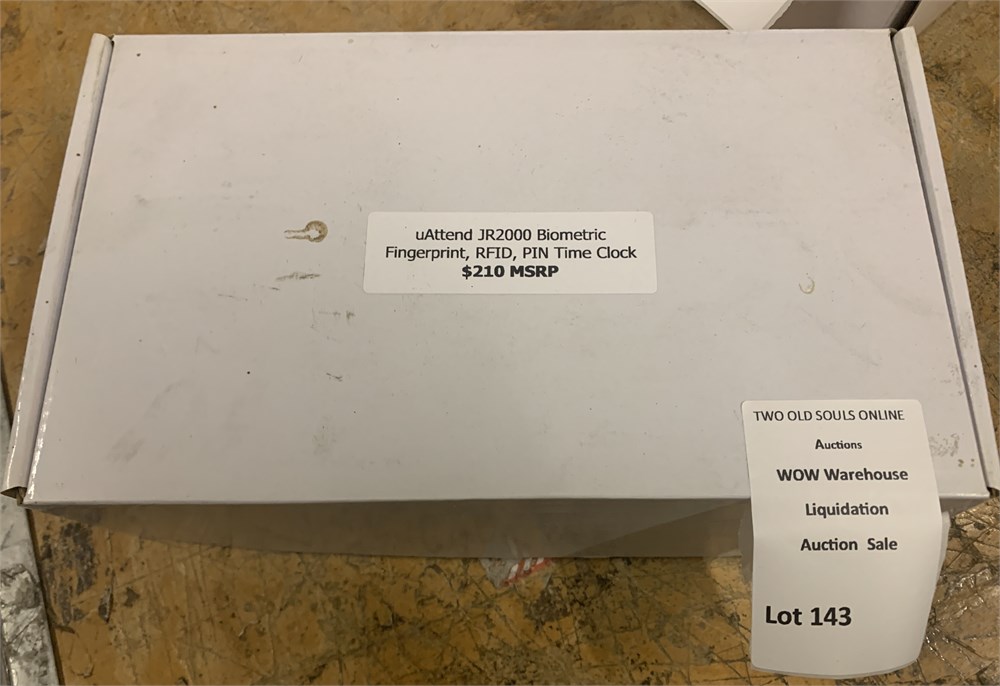 uAttend JR2000 Biometric
Fingerprint, RFID, PIN Time Clock
$210 MSRP
TWO OLD SOULS ONLINE
Auctions
WOW Warehouse
Liquidation
Auction Sale
Lot 143